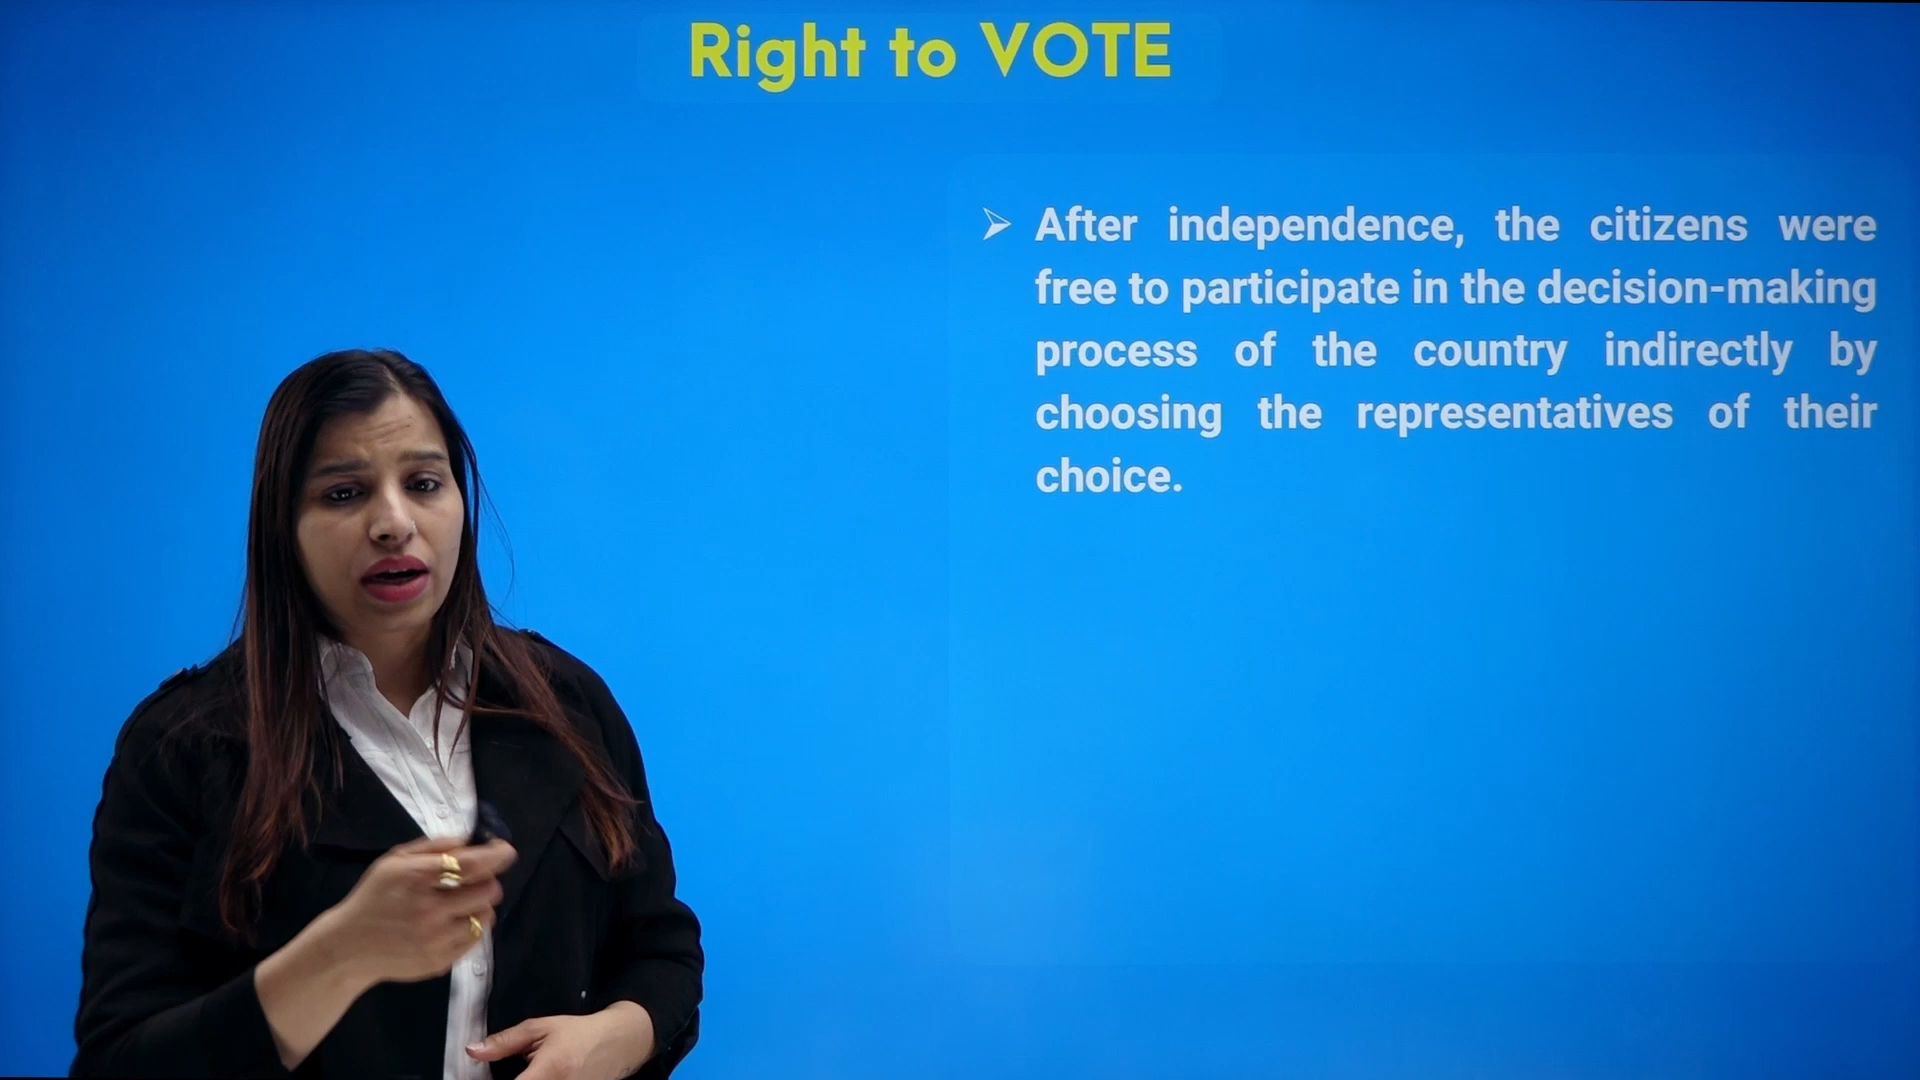 Right to VOTE
➢ After independence, the citizens were
free to participate in the decision-making
process of the country indirectly by
choosing the representatives of their
choice.